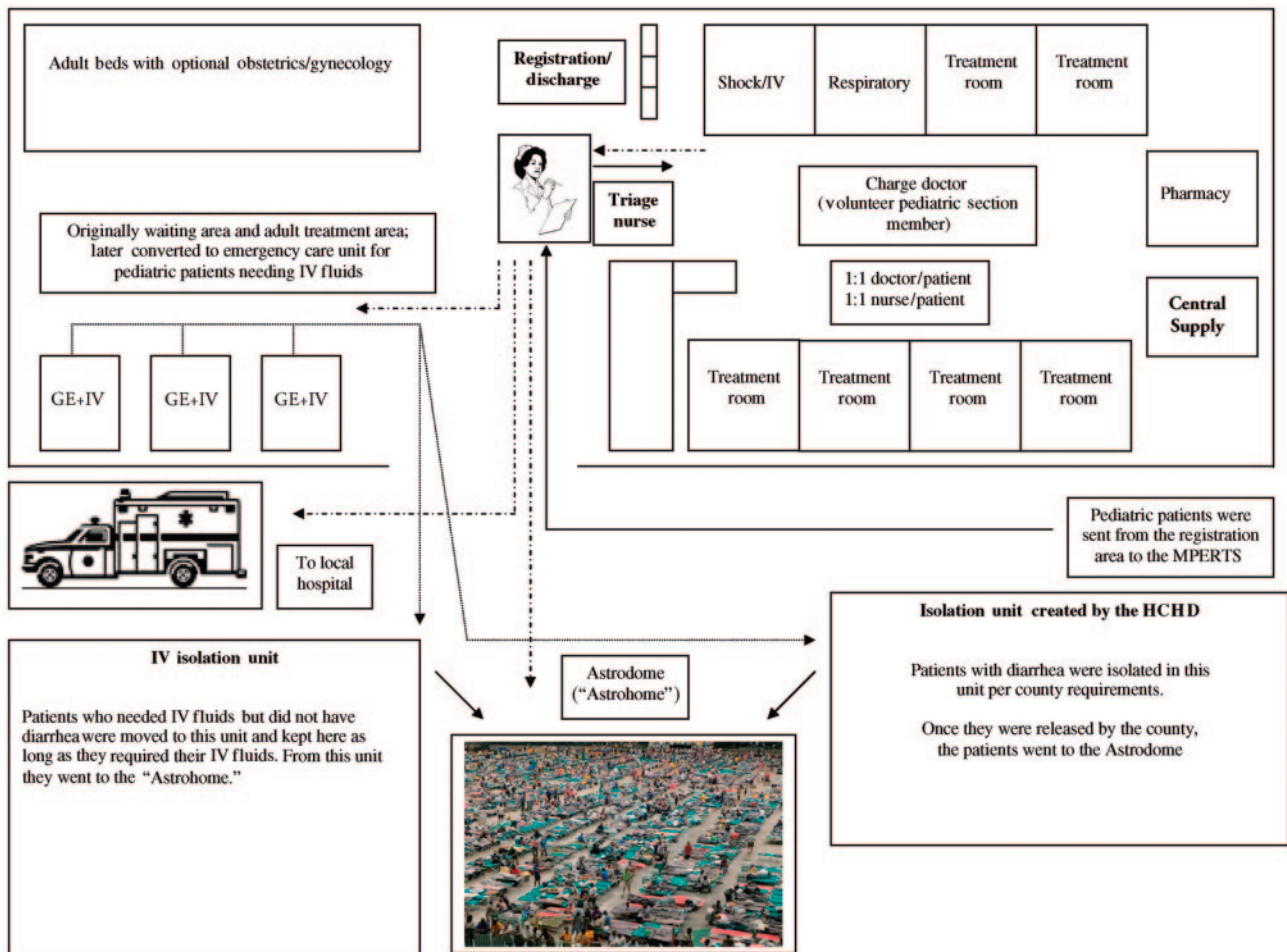 Adult beds with optional obstetrics/gynecology
Registration/
discharge
Shock/IV
Respiratory
Treatment
room
Treatment
room
Triage
nurse
Charge doctor
(volunteer pediatric section
member)
Pharmacy
Originally waiting area and adult treatment area;
later converted to emergency care unit for
pediatric patients needing IV fluids
1:1 doctor/patient
1:1 nurse/patient
Central
Supply
GE+IV
GE+IV
GE+IV
Treatment
room
Treatment
room
Treatment
room
Treatment
room
To local
hospital
Pediatric patients were
sent from the registration
area to the MPERTS
IV isolation unit
Patients who needed IV fluids but did not have
diarrhea were moved to this unit and kept here as
long as they required their IV fluids. From this unit
they went to the “Astrohome.”
Astrodome
(“Astrohome”)
Isolation unit created by the HCHD
Patients with diarrhea were isolated in this
unit per county requirements.
Once they were released by the county,
the patients went to the Astrodome